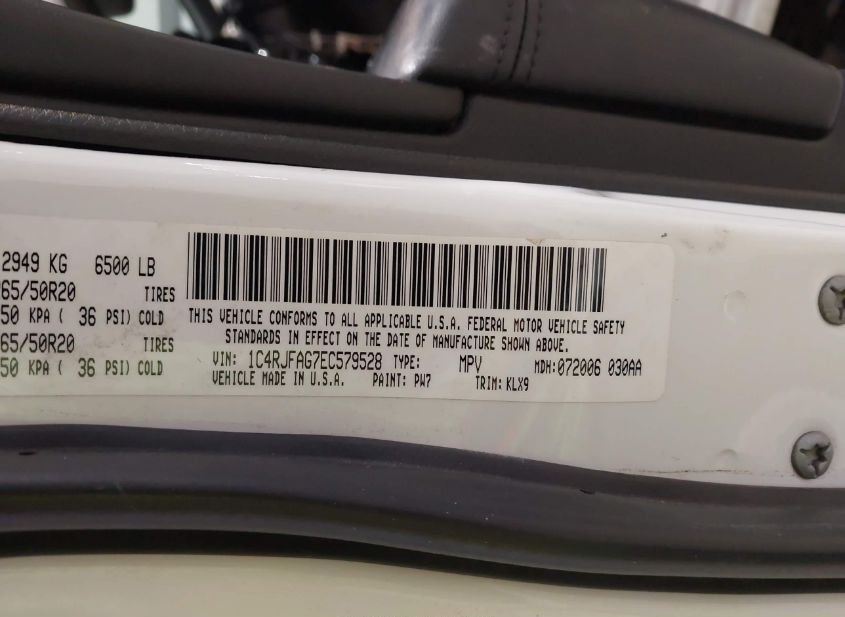 2949 KG 6500 LB
65/50R20 TIRES
50 KPA ( 36 PSI) COLD
65/50R20 TIRES
50 KPA ( 36 PSI) COLD
THIS VEHICLE CONFORMS TO ALL APPLICABLE U.S.A. FEDERAL MOTOR VEHICLE SAFETY
STANDARDS IN EFFECT ON THE DATE OF MANUFACTURE SHOWN ABOVE.
VIN: 1C4RJFAG7EC579528 TYPE: MPV MDH:072006 030AA
VEHICLE MADE IN U.S.A. PAINT: PW7 TRIM: KLX9